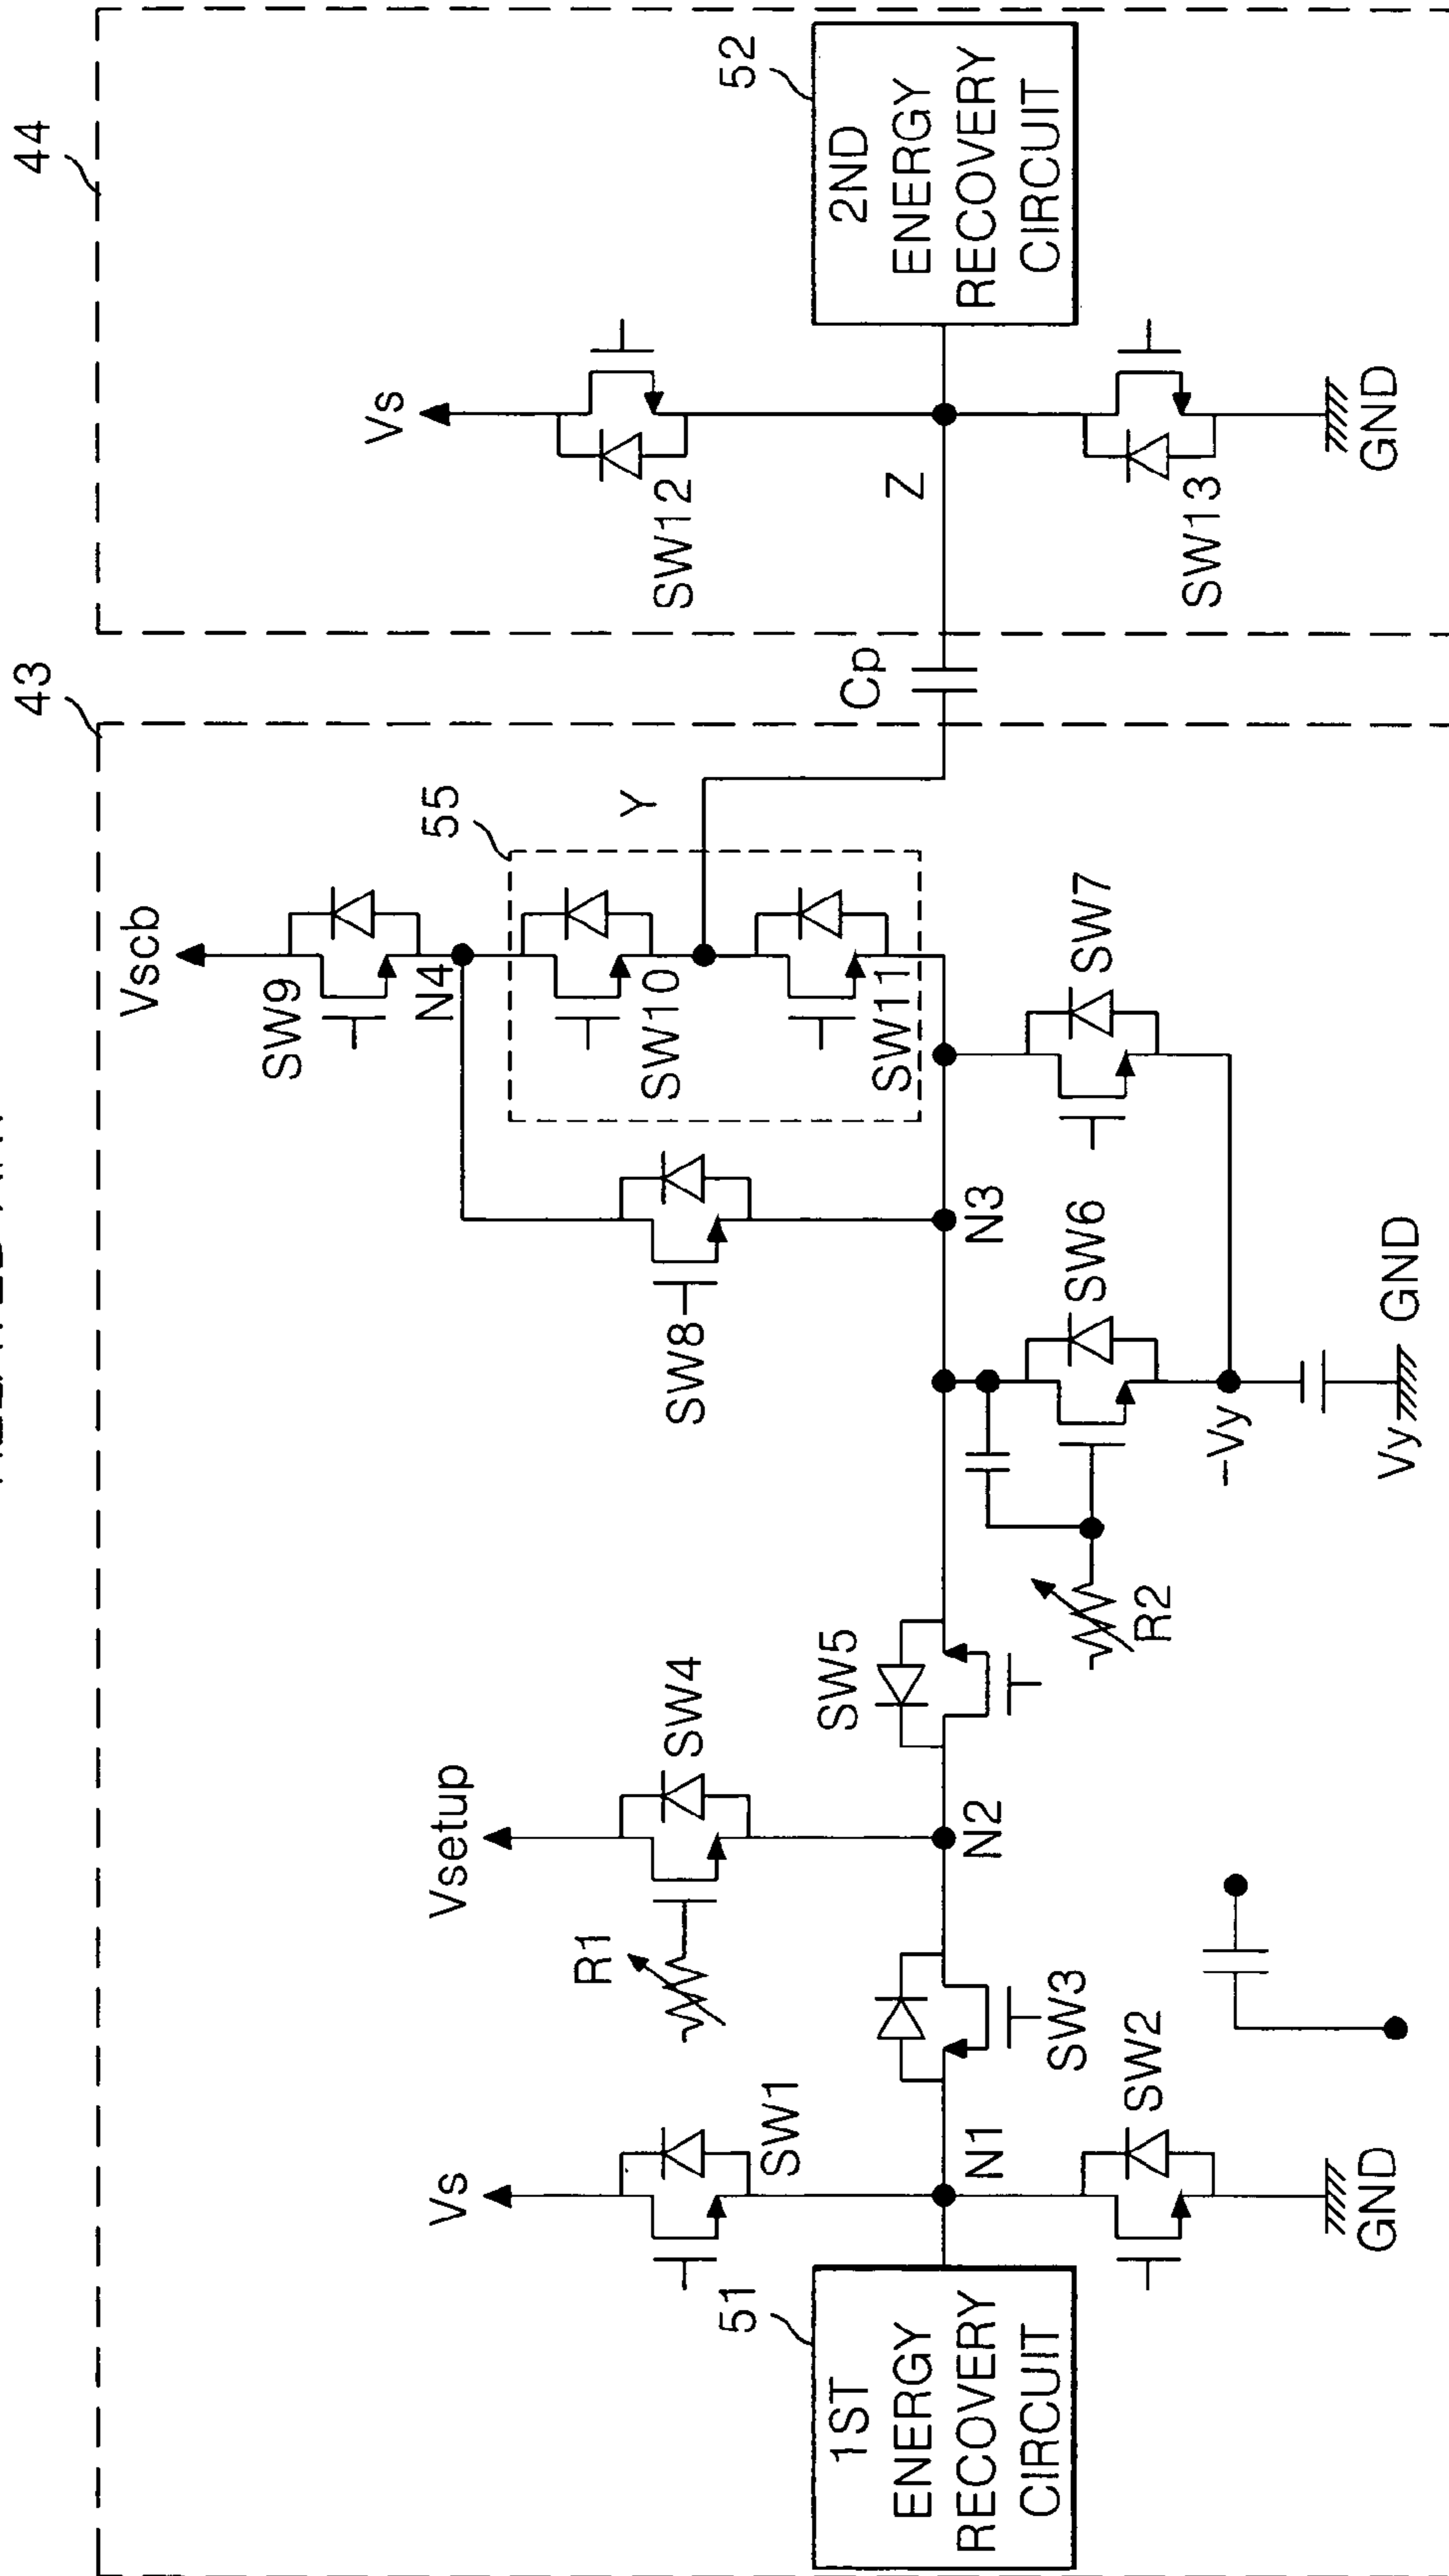 44
43
52
2ND
ENERGY
RECOVERY
CIRCUIT
Vs
SW12
Z
SW13
GND
Cp
55
Y
Vscb
SW9
N4
SW10
SW11
SW7
SW8
N3
SW6
-Vy
Vy
GND
R2
SW5
Vsetup
SW4
R1
N2
SW3
Vs
SW1
N1
SW2
GND
51
1ST
ENERGY
RECOVERY
CIRCUIT